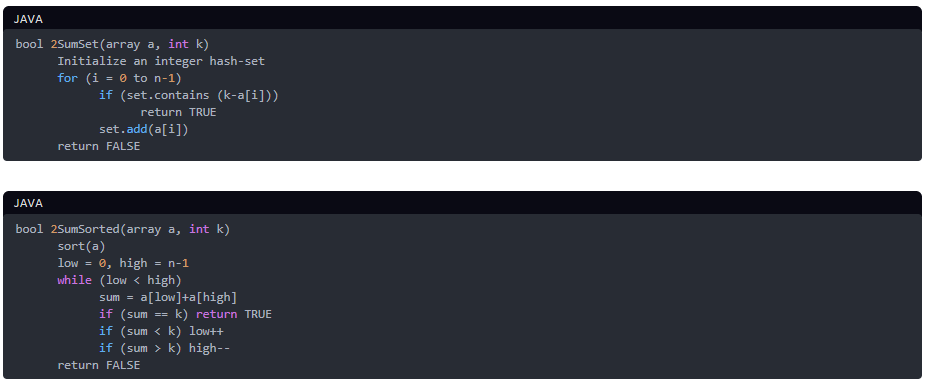 JAVA
bool 2SumSet(array a, int k)
Initialize an integer hash-set
for (i = 0 to n-1)
if (set.contains (k-a[i]))
return TRUE
set.add(a[i])
return FALSE
JAVA
bool 2SumSorted(array a, int k)
sort(a)
low = 0, high = n-1
while (low < high)
sum = a[low]+a[high]
if (sum == k) return TRUE
if (sum < k) low++
if (sum > k) high--
return FALSE